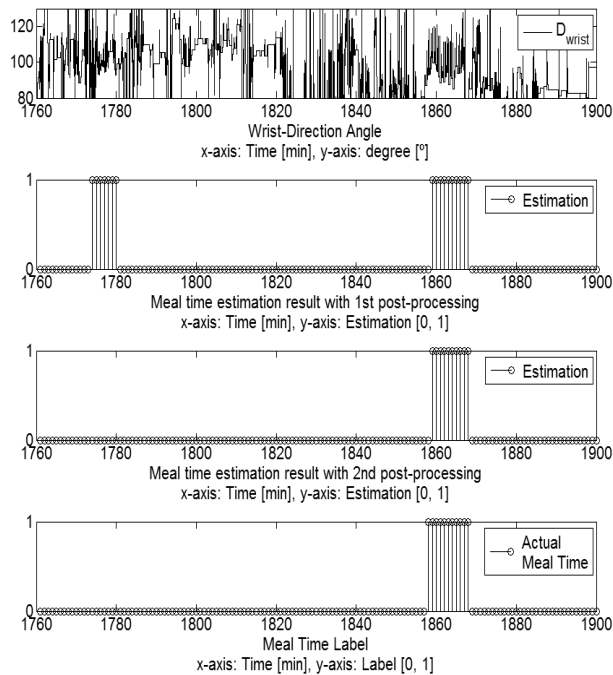 120
100
80
D_wrist
1760 1780 1800 1820 1840 1860 1880 1900
Wrist-Direction Angle
x-axis: Time [min], y-axis: degree [º]
1
0
Estimation
1760 1780 1800 1820 1840 1860 1880 1900
Meal time estimation result with 1st post-processing
x-axis: Time [min], y-axis: Estimation [0, 1]
1
0
Estimation
1760 1780 1800 1820 1840 1860 1880 1900
Meal time estimation result with 2nd post-processing
x-axis: Time [min], y-axis: Estimation [0, 1]
1
0
Actual
Meal Time
1760 1780 1800 1820 1840 1860 1880 1900
Meal Time Label
x-axis: Time [min], y-axis: Label [0, 1]